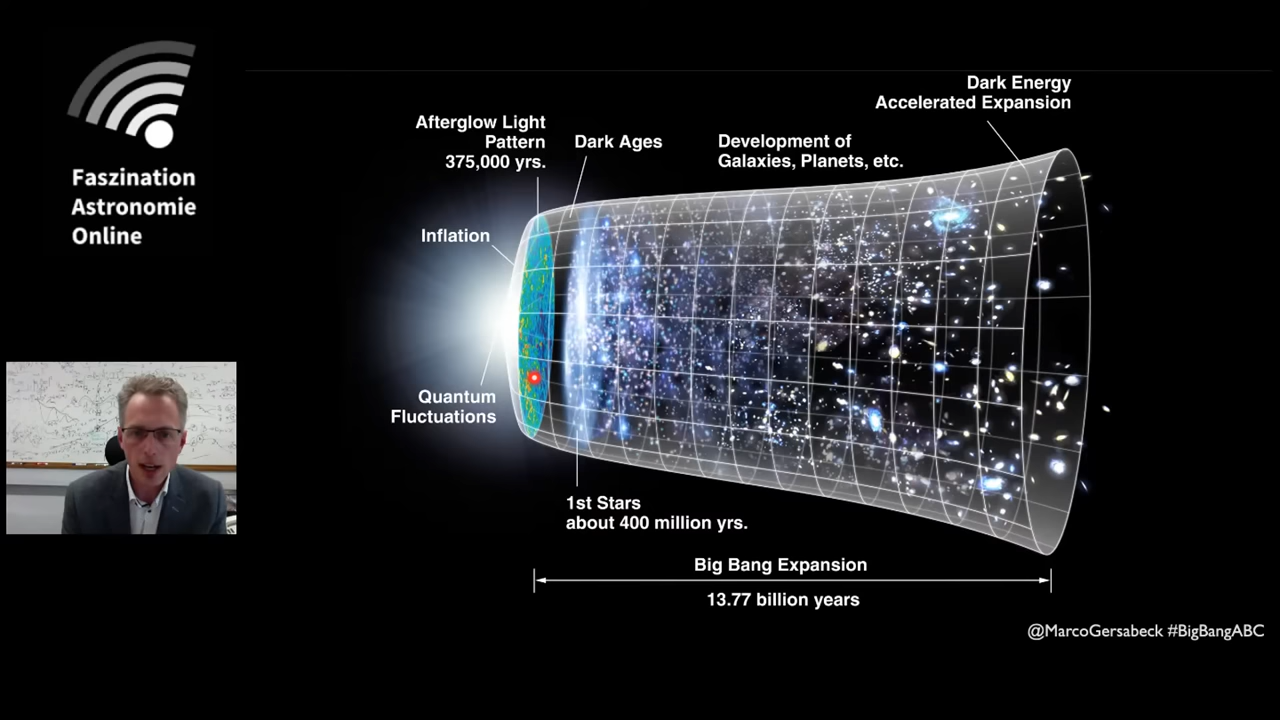 Faszination
Astronomie
Online
Dark Energy
Accelerated Expansion
Afterglow Light
Pattern
375,000 yrs.
Dark Ages
Development of
Galaxies, Planets, etc.
Inflation
Quantum
Fluctuations
1st Stars
about 400 million yrs.
Big Bang Expansion
13.77 billion years
@MarcoGersabeck #BigBangABC